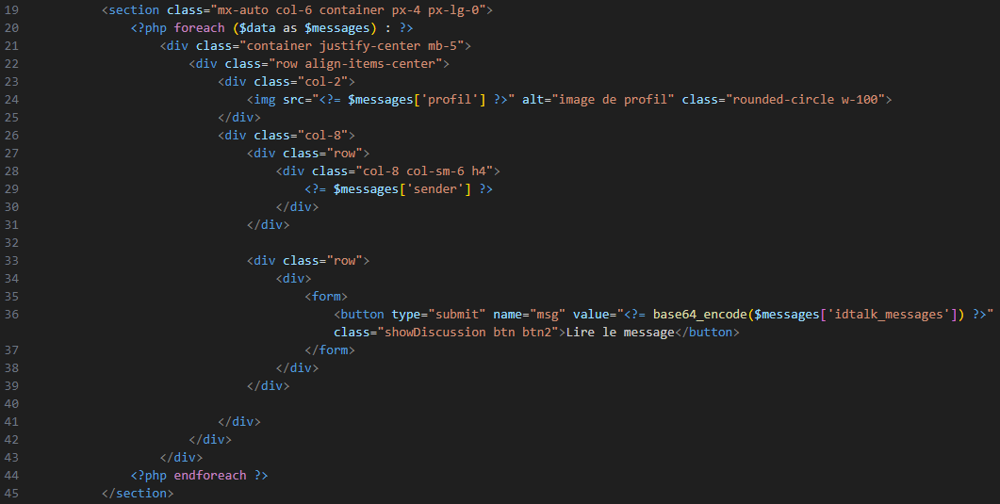 19 <section class="mx-auto col-6 container px-4 px-lg-0">
20 <?php foreach ($data as $messages) : ?>
21 <div class="container justify-center mb-5">
22 <div class="row align-items-center">
23 <div class="col-2">
24 <img src="<?= $messages['profil'] ?>" alt="image de profil" class="rounded-circle w-100">
25 </div>
26 <div class="col-8">
27 <div class="row">
28 <div class="col-8 col-sm-6 h4">
29 <?= $messages['sender'] ?>
30 </div>
31 </div>
32
33 <div class="row">
34 <div>
35 <form>
36 <button type="submit" name="msg" value="<?= base64_encode($messages['idtalk_messages']) ?>"
class="showDiscussion btn btn2">Lire le message</button>
37 </form>
38 </div>
39 </div>
40
41 </div>
42 </div>
43 </div>
44 <?php endforeach ?>
45 </section>